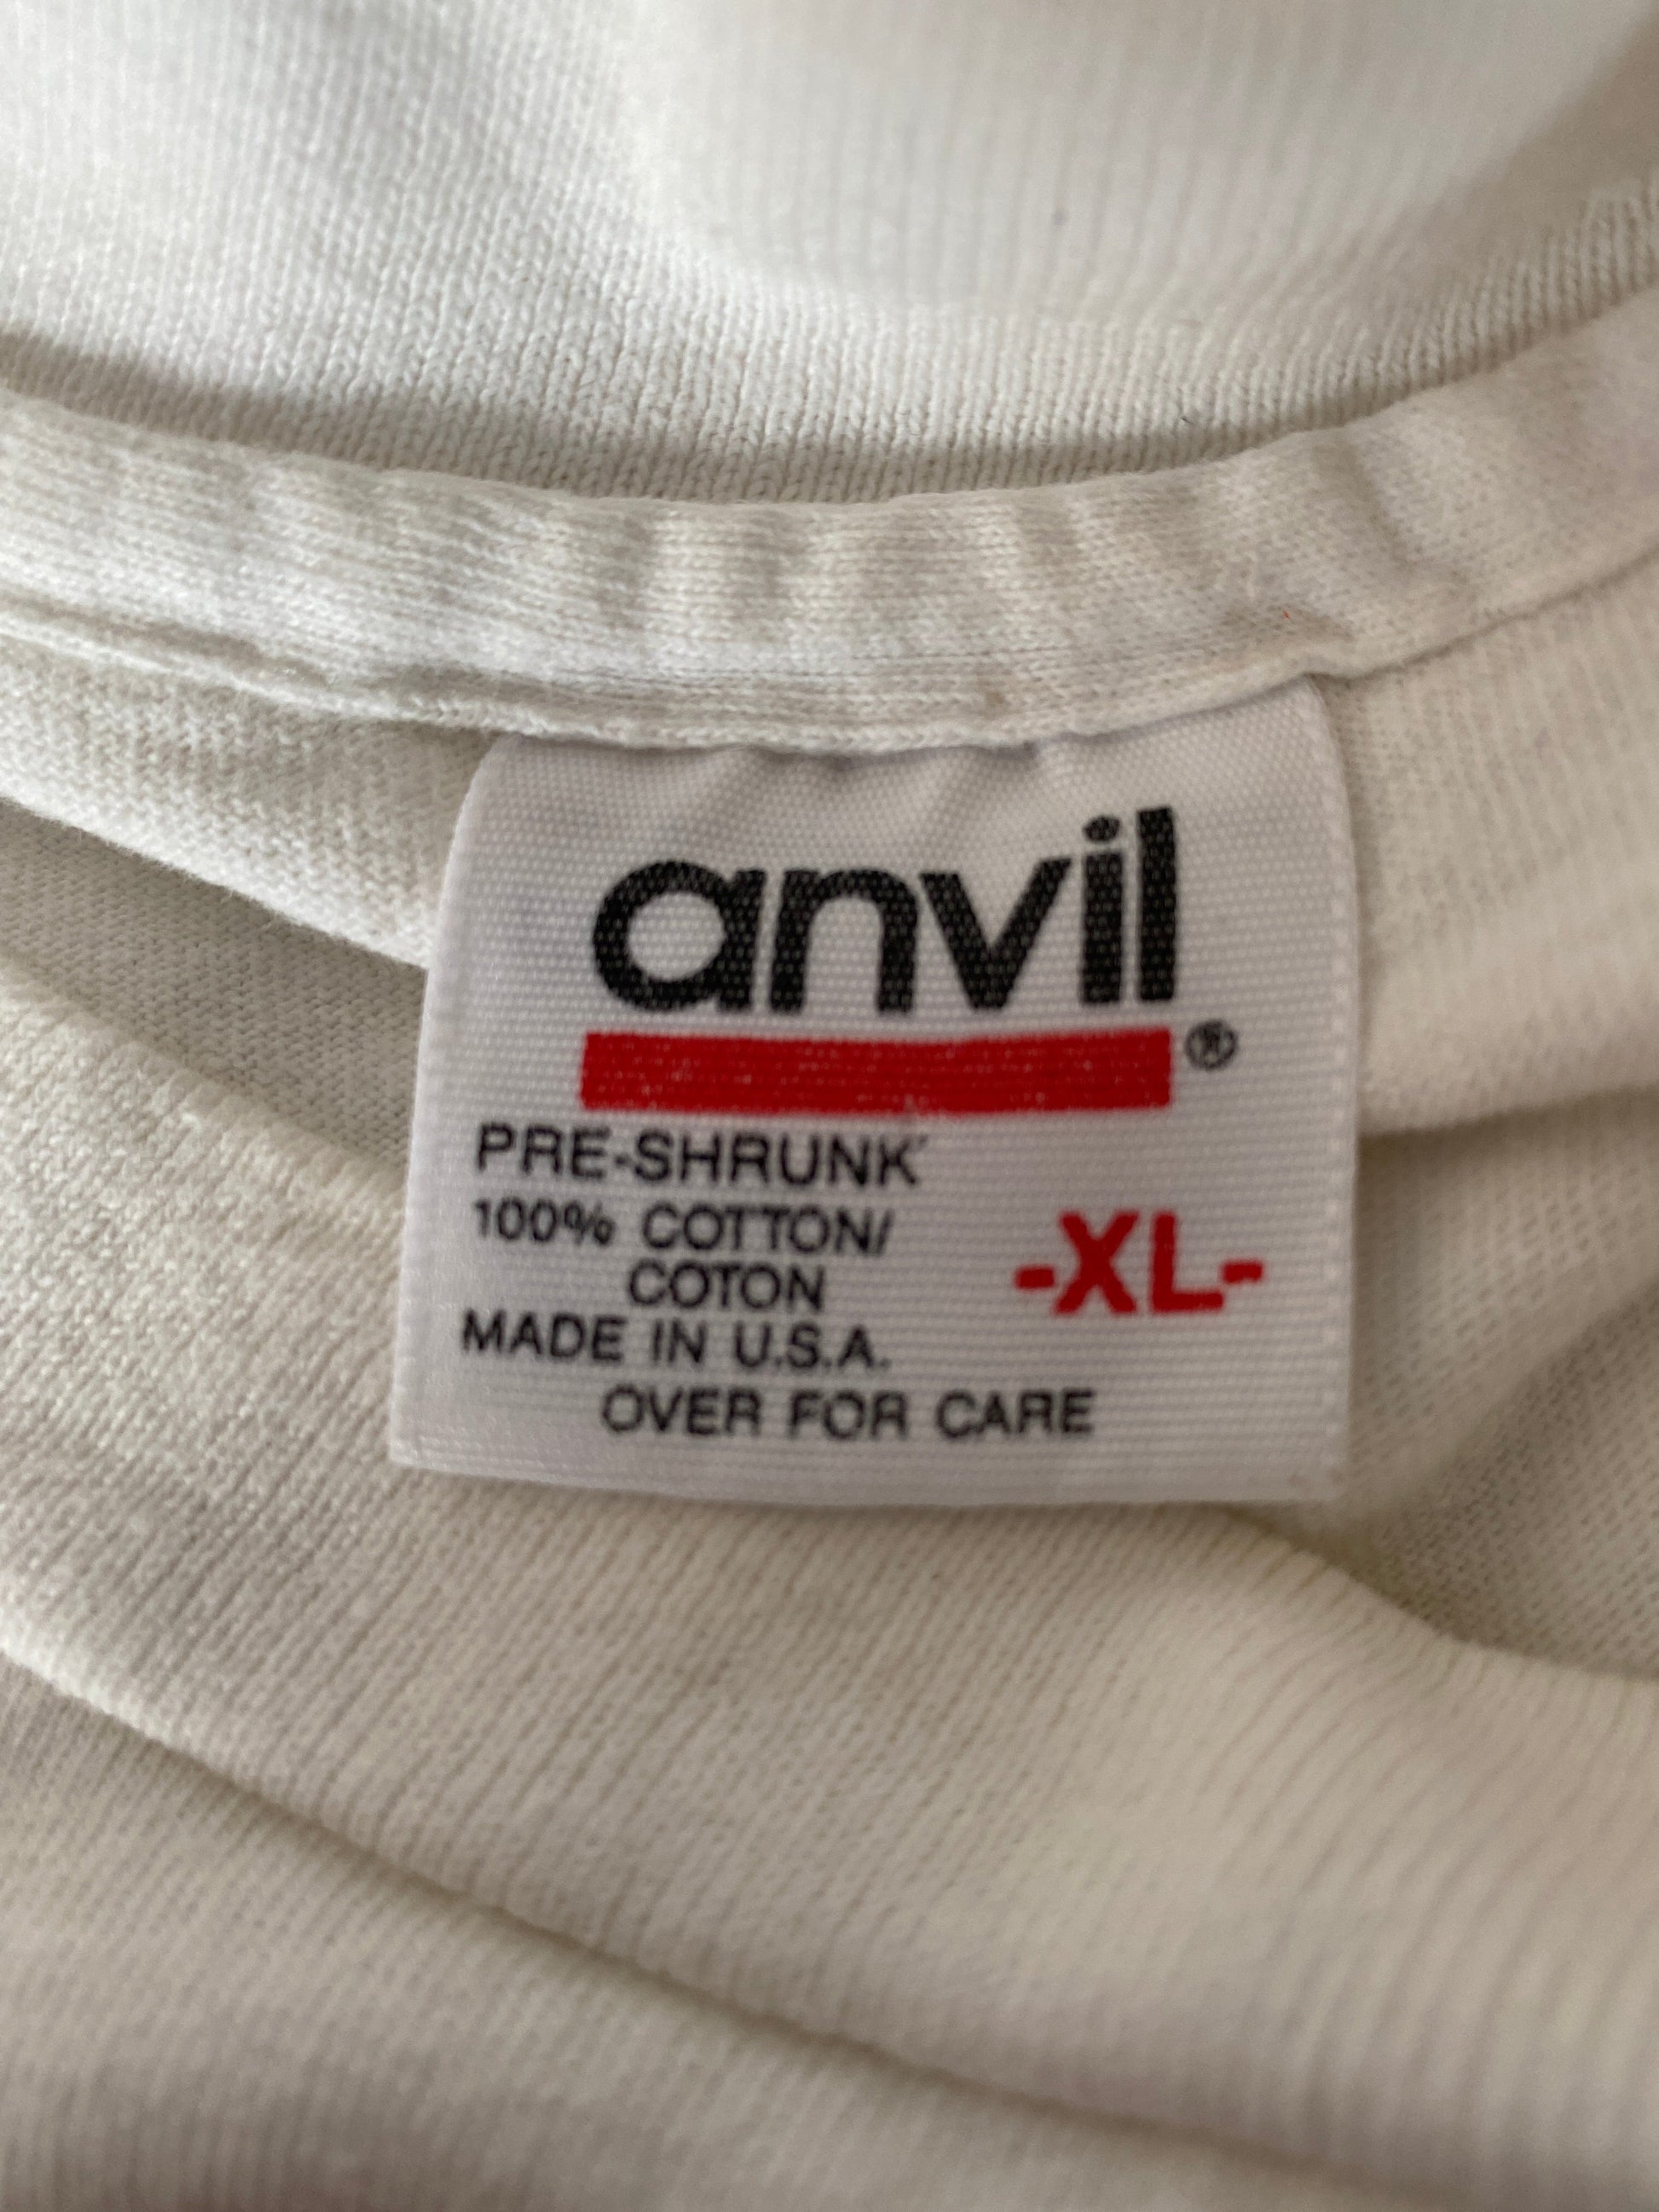 anvil®
PRE-SHRUNK
100% COTTON/
COTON
-XL-
MADE IN U.S.A.
OVER FOR CARE